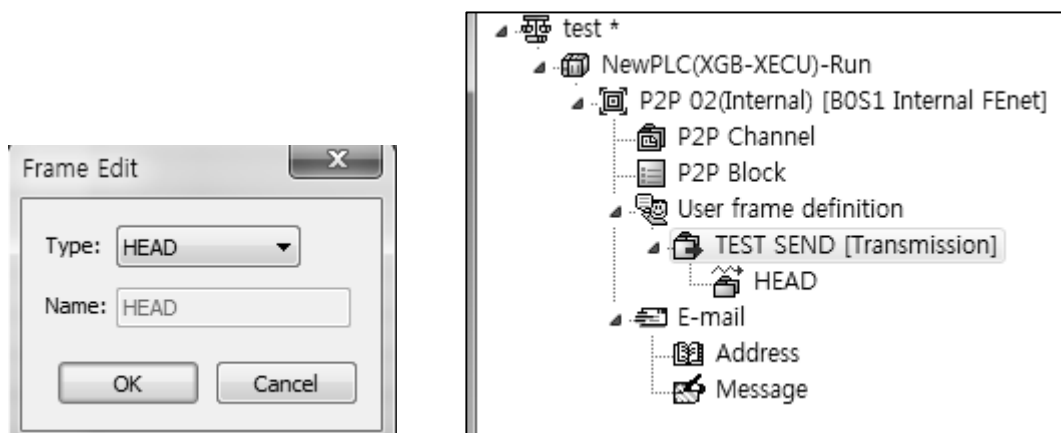 Frame Edit
Type: HEAD
Name: HEAD
OK Cancel
test *
NewPLC(XGB-XECU)-Run
P2P 02(Internal) [B0S1 Internal FEnet]
P2P Channel
P2P Block
User frame definition
TEST SEND [Transmission]
HEAD
E-mail
Address
Message